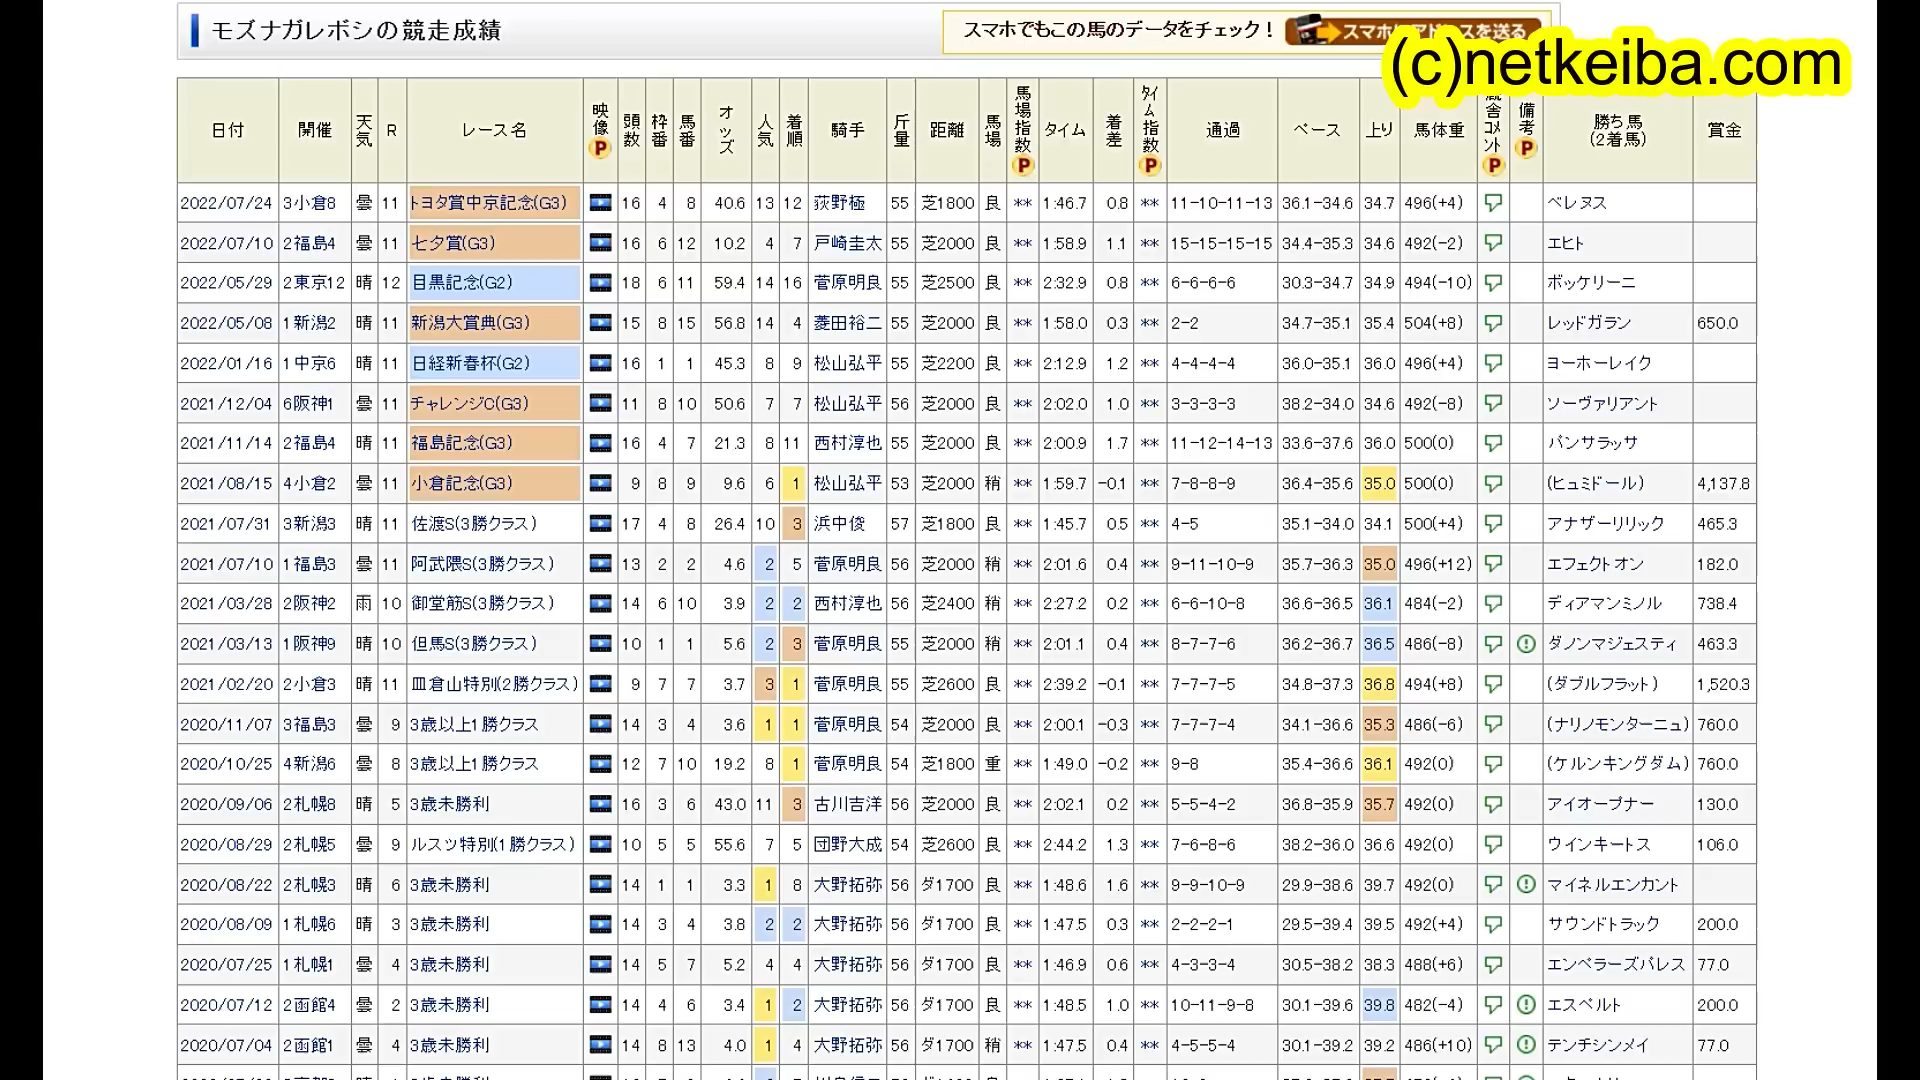 モズナガレボシの競走成績
スマホでもこの馬のデータをチェック！
(c)netkeiba.com
日付 開催 天気 R レース名 映像 頭数 枠番 馬番 オッズ 人気 着順 騎手 斤量 距離 馬場 馬場指数 タイム 着差 タイム指数 通過 ペース 上り 馬体重 厩舎コメント 備考 勝ち馬(2着馬) 賞金
2022/07/24 3小倉8 曇 11 トヨタ賞中京記念(G3) 16 4 8 40.6 13 12 荻野極 55 芝1800 良 ** 1:46.7 0.8 ** 11-10-11-13 36.1-34.6 34.7 496(+4) ベレヌス
2022/07/10 2福島4 曇 11 七夕賞(G3) 16 6 12 10.2 4 7 戸崎圭太 55 芝2000 良 ** 1:58.9 1.1 ** 15-15-15-15 34.4-35.3 34.6 492(-2) エヒト
2022/05/29 2東京12 晴 12 目黒記念(G2) 18 6 11 59.4 14 16 菅原明良 55 芝2500 良 ** 2:32.9 0.8 ** 6-6-6-6 30.3-34.7 34.9 494(-10) ボッケリーニ
2022/05/08 1新潟2 晴 11 新潟大賞典(G3) 15 8 15 56.8 14 4 菱田裕二 55 芝2000 良 ** 1:58.0 0.3 ** 2-2 34.7-35.1 35.4 504(+8) レッドガラン 650.0
2022/01/16 1中京6 晴 11 日経新春杯(G2) 16 1 1 45.3 8 9 松山弘平 55 芝2200 良 ** 2:12.9 1.2 ** 4-4-4-4 36.0-35.1 36.0 496(+4) ヨーホーレイク
2021/12/04 6阪神1 曇 11 チャレンジC(G3) 11 8 10 50.6 7 7 松山弘平 56 芝2000 良 ** 2:02.0 1.0 ** 3-3-3-3 38.2-34.0 34.6 492(-8) ソーヴァリアント
2021/11/14 2福島4 晴 11 福島記念(G3) 16 4 7 21.3 8 11 西村淳也 55 芝2000 良 ** 2:00.9 1.7 ** 11-12-14-13 33.6-37.6 36.0 500(0) パンサラッサ
2021/08/15 4小倉2 曇 11 小倉記念(G3) 9 8 9 9.6 6 1 松山弘平 53 芝2000 稍 ** 1:59.7 -0.1 ** 7-8-8-9 36.4-35.6 35.0 500(0) (ヒュミドール) 4,137.8
2021/07/31 3新潟3 晴 11 佐渡S(3勝クラス) 17 4 8 26.4 10 3 浜中俊 57 芝1800 良 ** 1:45.7 0.5 ** 4-5 35.1-34.0 34.1 500(+4) アナザーリリック 465.3
2021/07/10 1福島3 曇 11 阿武隈S(3勝クラス) 13 2 2 4.6 2 5 菅原明良 56 芝2000 稍 ** 2:01.6 0.4 ** 9-11-10-9 35.7-36.3 35.0 496(+12) エフェクトオン 182.0
2021/03/28 2阪神2 雨 10 御堂筋S(3勝クラス) 14 6 10 3.9 2 2 西村淳也 56 芝2400 稍 ** 2:27.2 0.2 ** 6-6-10-8 36.6-36.5 36.1 484(-2) ディアマンミノル 738.4
2021/03/13 1阪神9 晴 10 但馬S(3勝クラス) 10 1 1 5.6 2 3 菅原明良 55 芝2000 稍 ** 2:01.1 0.4 ** 8-7-7-6 36.2-36.7 36.5 486(-8) ダノンマジェスティ 463.3
2021/02/20 2小倉3 晴 11 皿倉山特別(2勝クラス) 9 7 7 3.7 3 1 菅原明良 55 芝2600 良 ** 2:39.2 -0.1 ** 7-7-7-5 34.8-37.3 36.8 494(+8) (ダブルフラット) 1,520.3
2020/11/07 3福島3 曇 9 3歳以上1勝クラス 14 3 4 3.6 1 1 菅原明良 54 芝2000 良 ** 2:00.1 -0.3 ** 7-7-7-4 34.1-36.6 35.3 486(-6) (ナリノモンターニュ) 760.0
2020/10/25 4新潟6 曇 8 3歳以上1勝クラス 12 7 10 19.2 8 1 菅原明良 54 芝1800 重 ** 1:49.0 -0.2 ** 9-8 35.4-36.6 36.1 492(0) (ケルンキングダム) 760.0
2020/09/06 2札幌8 晴 5 3歳未勝利 16 3 6 43.0 11 3 古川吉洋 56 芝2000 良 ** 2:02.1 0.2 ** 5-5-4-2 36.8-35.9 35.7 492(0) アイオープナー 130.0
2020/08/29 2札幌5 曇 9 ルスツ特別(1勝クラス) 10 5 5 55.6 7 5 団野大成 54 芝2600 良 ** 2:44.2 1.3 ** 7-6-8-6 38.2-36.0 36.6 492(0) ウインキートス 106.0
2020/08/22 2札幌3 晴 6 3歳未勝利 14 1 1 3.3 1 8 大野拓弥 56 ダ1700 良 ** 1:48.6 1.6 ** 9-9-10-9 29.9-38.6 39.7 492(0) マイネルエンカント
2020/08/09 1札幌6 晴 3 3歳未勝利 14 3 4 3.8 2 2 大野拓弥 56 ダ1700 良 ** 1:47.5 0.3 ** 2-2-2-1 29.5-39.4 39.5 492(+4) サウンドトラック 200.0
2020/07/25 1札幌1 曇 4 3歳未勝利 14 5 7 5.2 4 4 大野拓弥 56 ダ1700 良 ** 1:46.9 0.6 ** 4-3-3-4 30.5-38.2 38.3 488(+6) エンペラーズパレス 77.0
2020/07/12 2函館4 曇 2 3歳未勝利 14 4 6 3.4 1 2 大野拓弥 56 ダ1700 良 ** 1:48.5 1.0 ** 10-11-9-8 30.1-39.6 39.8 482(-4) エスペルト 200.0
2020/07/04 2函館1 曇 4 3歳未勝利 14 8 13 4.0 1 4 大野拓弥 56 ダ1700 稍 ** 1:47.5 0.4 ** 4-5-5-4 30.1-39.2 39.2 486(+10) テンチシンメイ 77.0